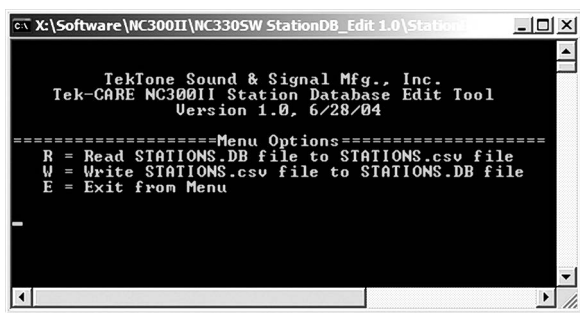 X:\Software\NC300II\NC330SW StationDB_Edit 1.0\Station
TekTone Sound & Signal Mfg., Inc.
Tek-CARE NC300II Station Database Edit Tool
Version 1.0, 6/28/04
====================Menu Options====================
R = Read STATIONS.DB file to STATIONS.csv file
W = Write STATIONS.csv file to STATIONS.DB file
E = Exit from Menu